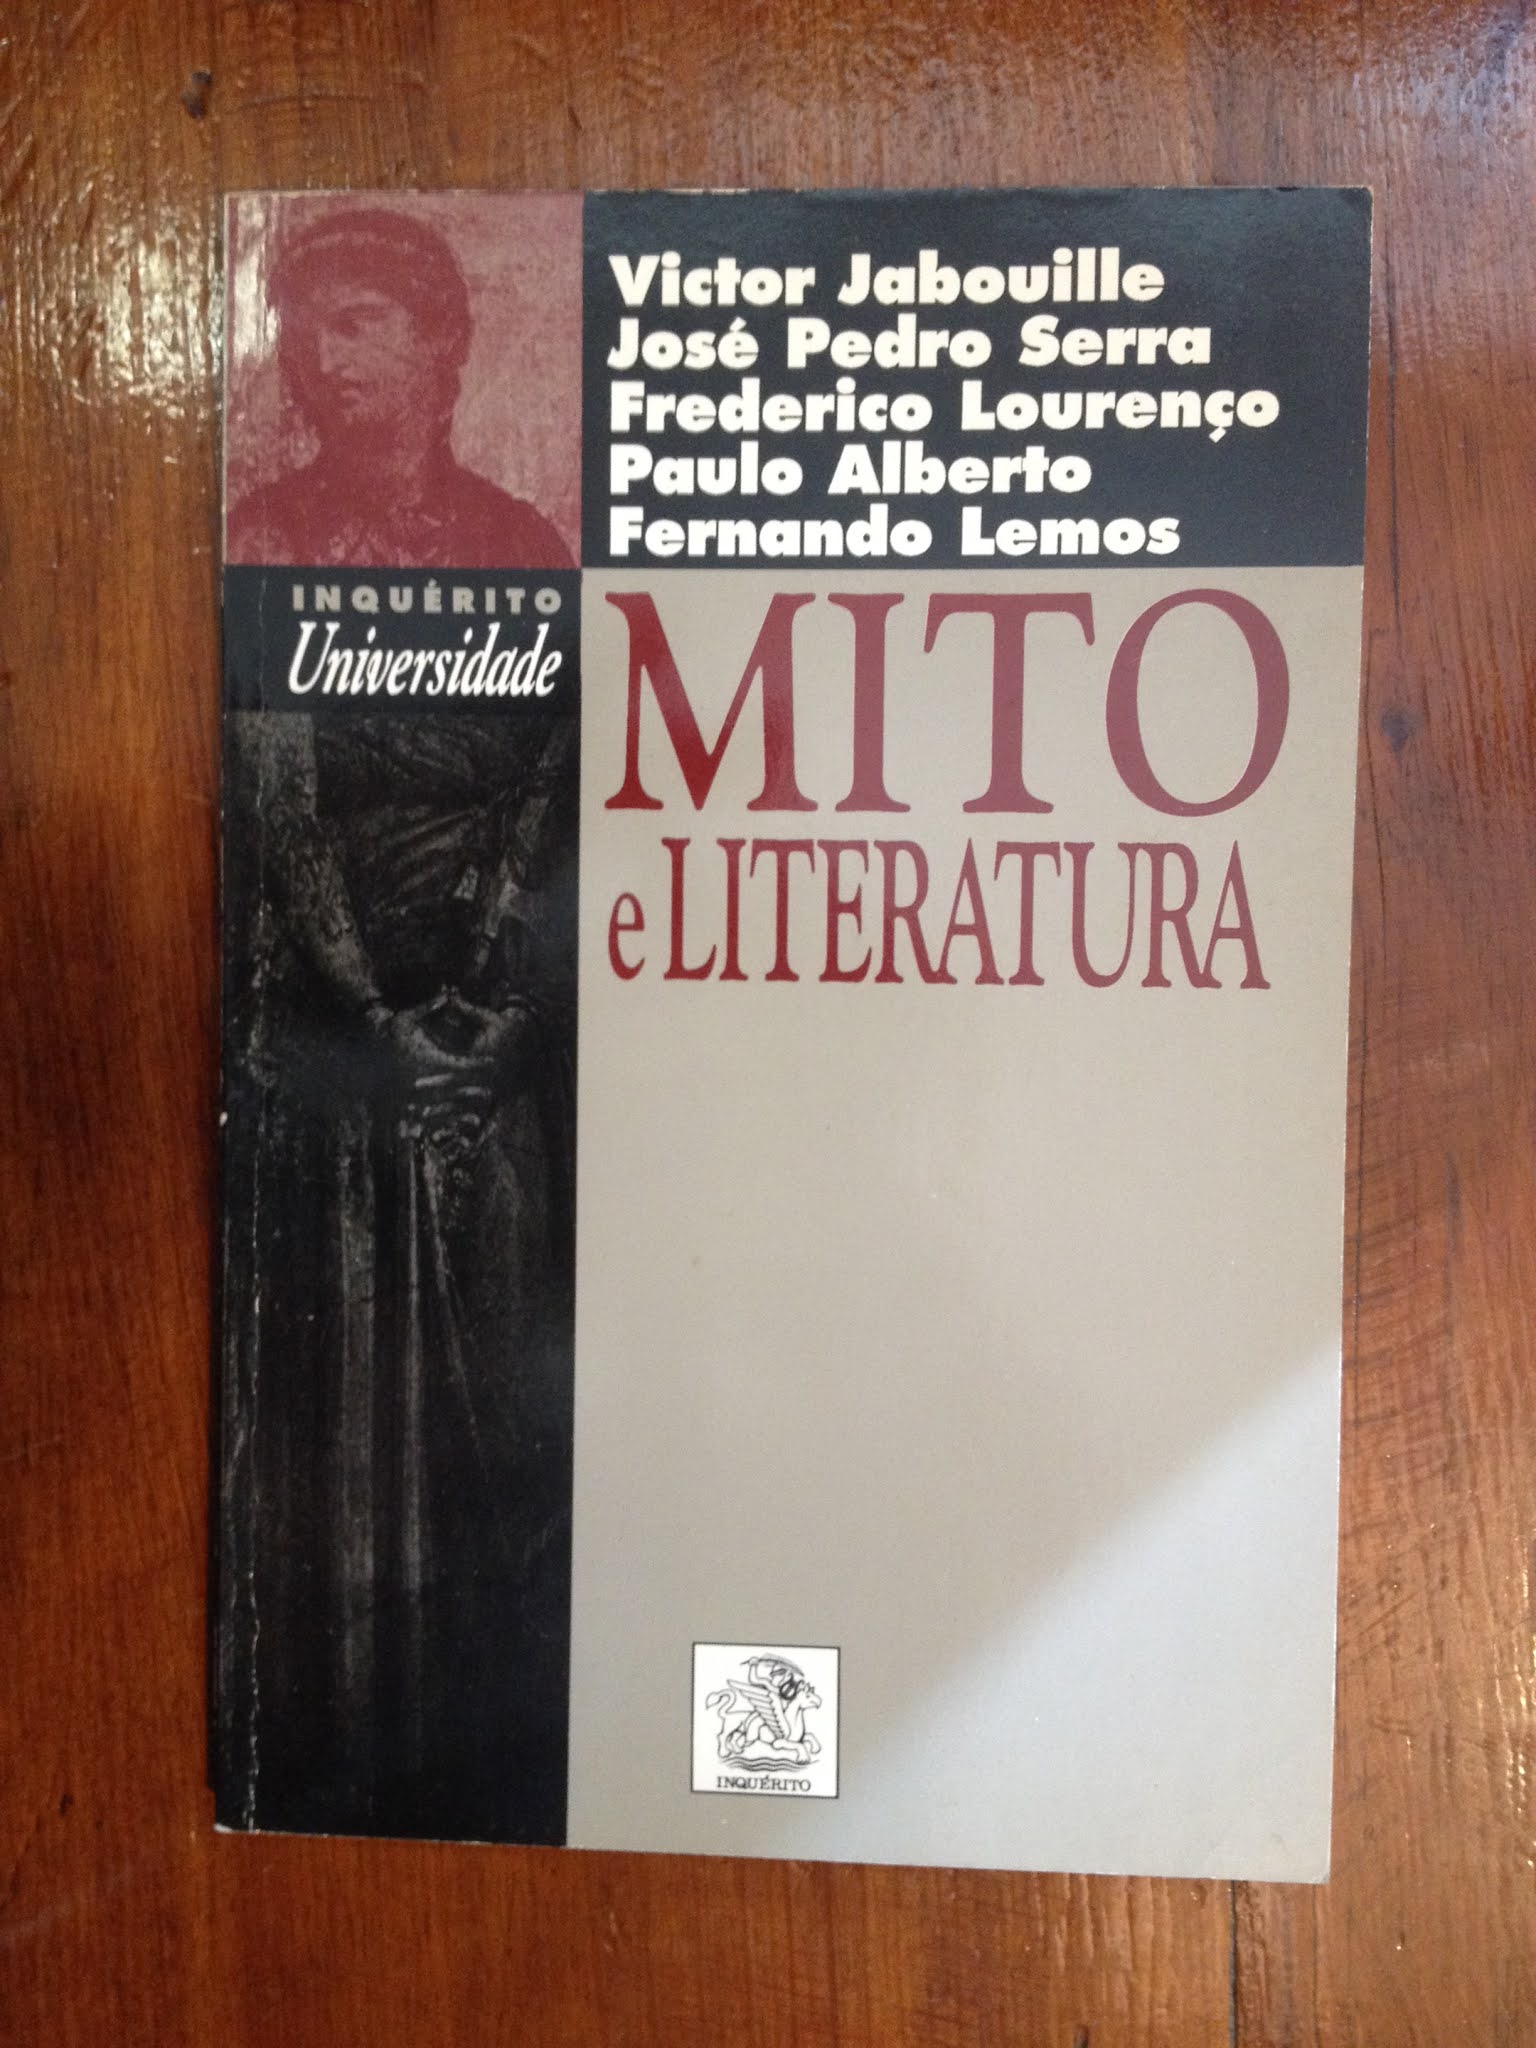 Victor Jabouille
José Pedro Serra
Frederico Lourenço
Paulo Alberto
Fernando Lemos
INQUÉRITO
Universidade
MITO
e LITERATURA
INQUÉRITO